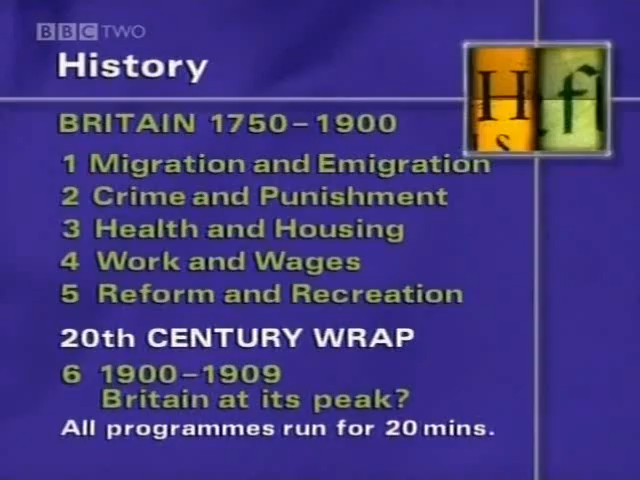 BBC TWO
History
BRITAIN 1750–1900
1 Migration and Emigration
2 Crime and Punishment
3 Health and Housing
4 Work and Wages
5 Reform and Recreation
20th CENTURY WRAP
6 1900–1909
Britain at its peak?
All programmes run for 20 mins.